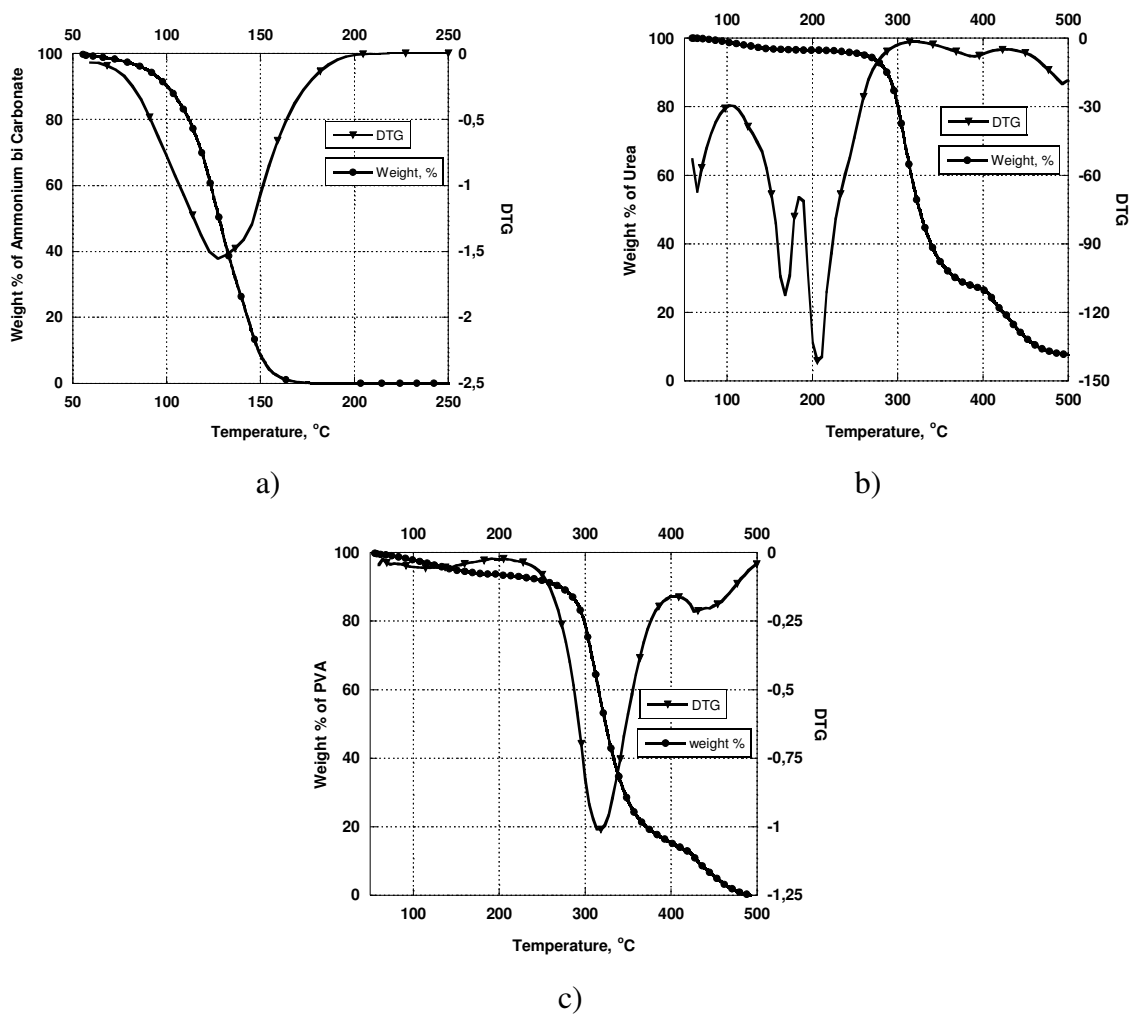 50 100 150 200 250
100 0
80 -0,5
60 -1
40 -1,5
20 -2
0 -2,5
50 100 150 200 250
Weight % of Ammonium bi Carbonate
DTG
Weight, %
DTG
Temperature, °C
a)
100 200 300 400 500
100 0
80 -30
60 -60
40 -90
20 -120
0 -150
100 200 300 400 500
Weight % of Urea
DTG
Weight, %
DTG
Temperature, °C
b)
100 200 300 400 500
100 0
80 -0,25
60 -0,5
40 -0,75
20 -1
0 -1,25
100 200 300 400 500
Weight % of PVA
DTG
weight %
DTG
Temperature, °C
c)